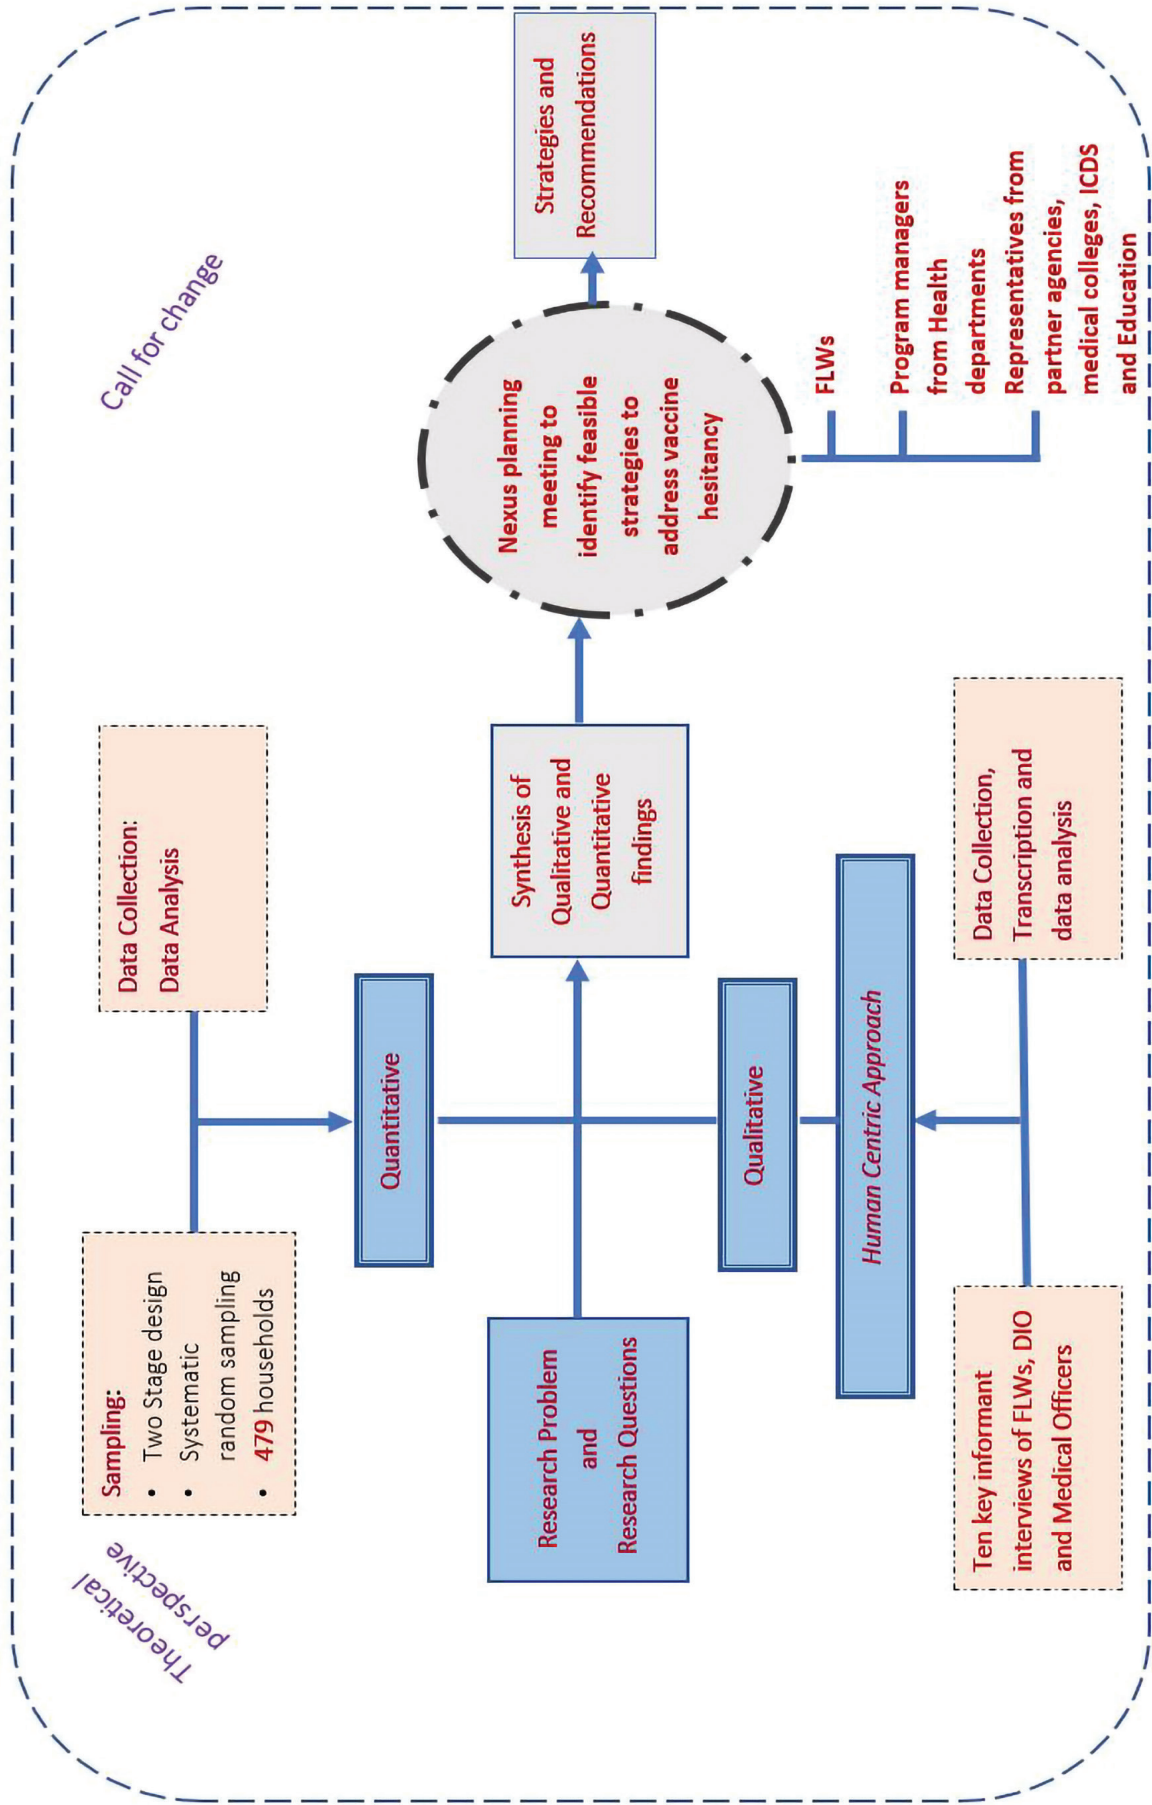 Theoretical
perspective
Call for change
Sampling:
• Two Stage design
• Systematic
random sampling
• 479 households
Data Collection:
Data Analysis
Quantitative
Research Problem
and
Research Questions
Synthesis of
Qualitative and
Quantitative
findings
Nexus planning
meeting to
identify feasible
strategies to
address vaccine
hesitancy
Strategies and
Recommendations
Qualitative
Human Centric Approach
Ten key informant
interviews of FLWs, DIO
and Medical Officers
Data Collection,
Transcription and
data analysis
FLWs
Program managers
from Health
departments
Representatives from
partner agencies,
medical colleges, ICDS
and Education